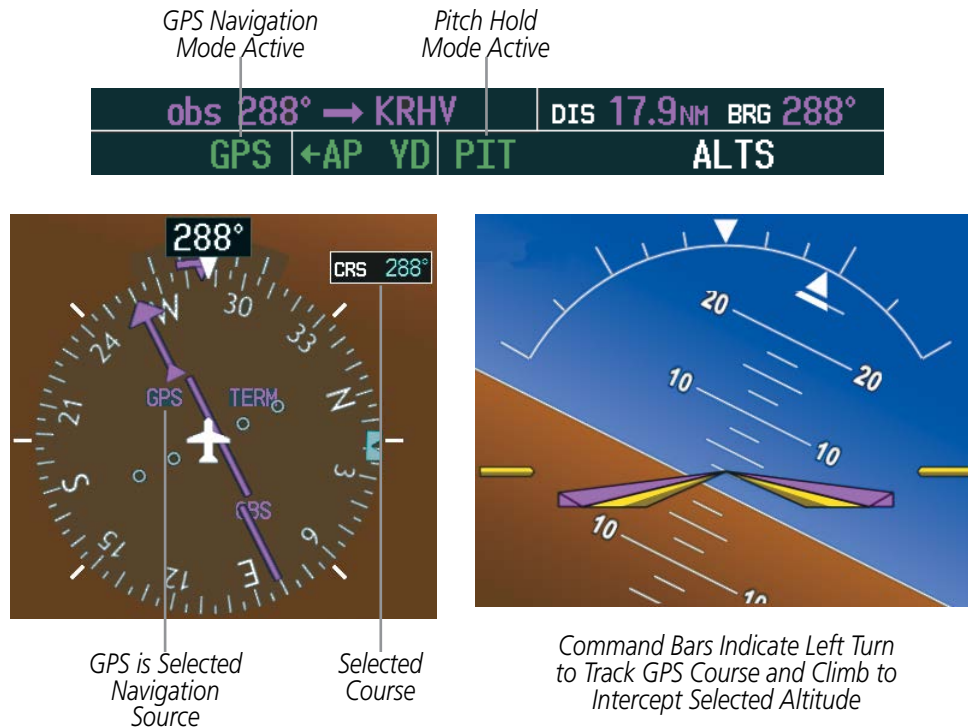 GPS Navigation
Mode Active
Pitch Hold
Mode Active
obs 288° → KRHV
DIS 17.9NM BRG 288°
GPS ←AP YD PIT ALTS
288°
CRS 288°
N
3
6
E
12
15
S
21
24
W
30
33
GPS
TERM
OBS
20
20
10
10
10
10
GPS is Selected
Navigation
Source
Selected
Course
Command Bars Indicate Left Turn
to Track GPS Course and Climb to
Intercept Selected Altitude